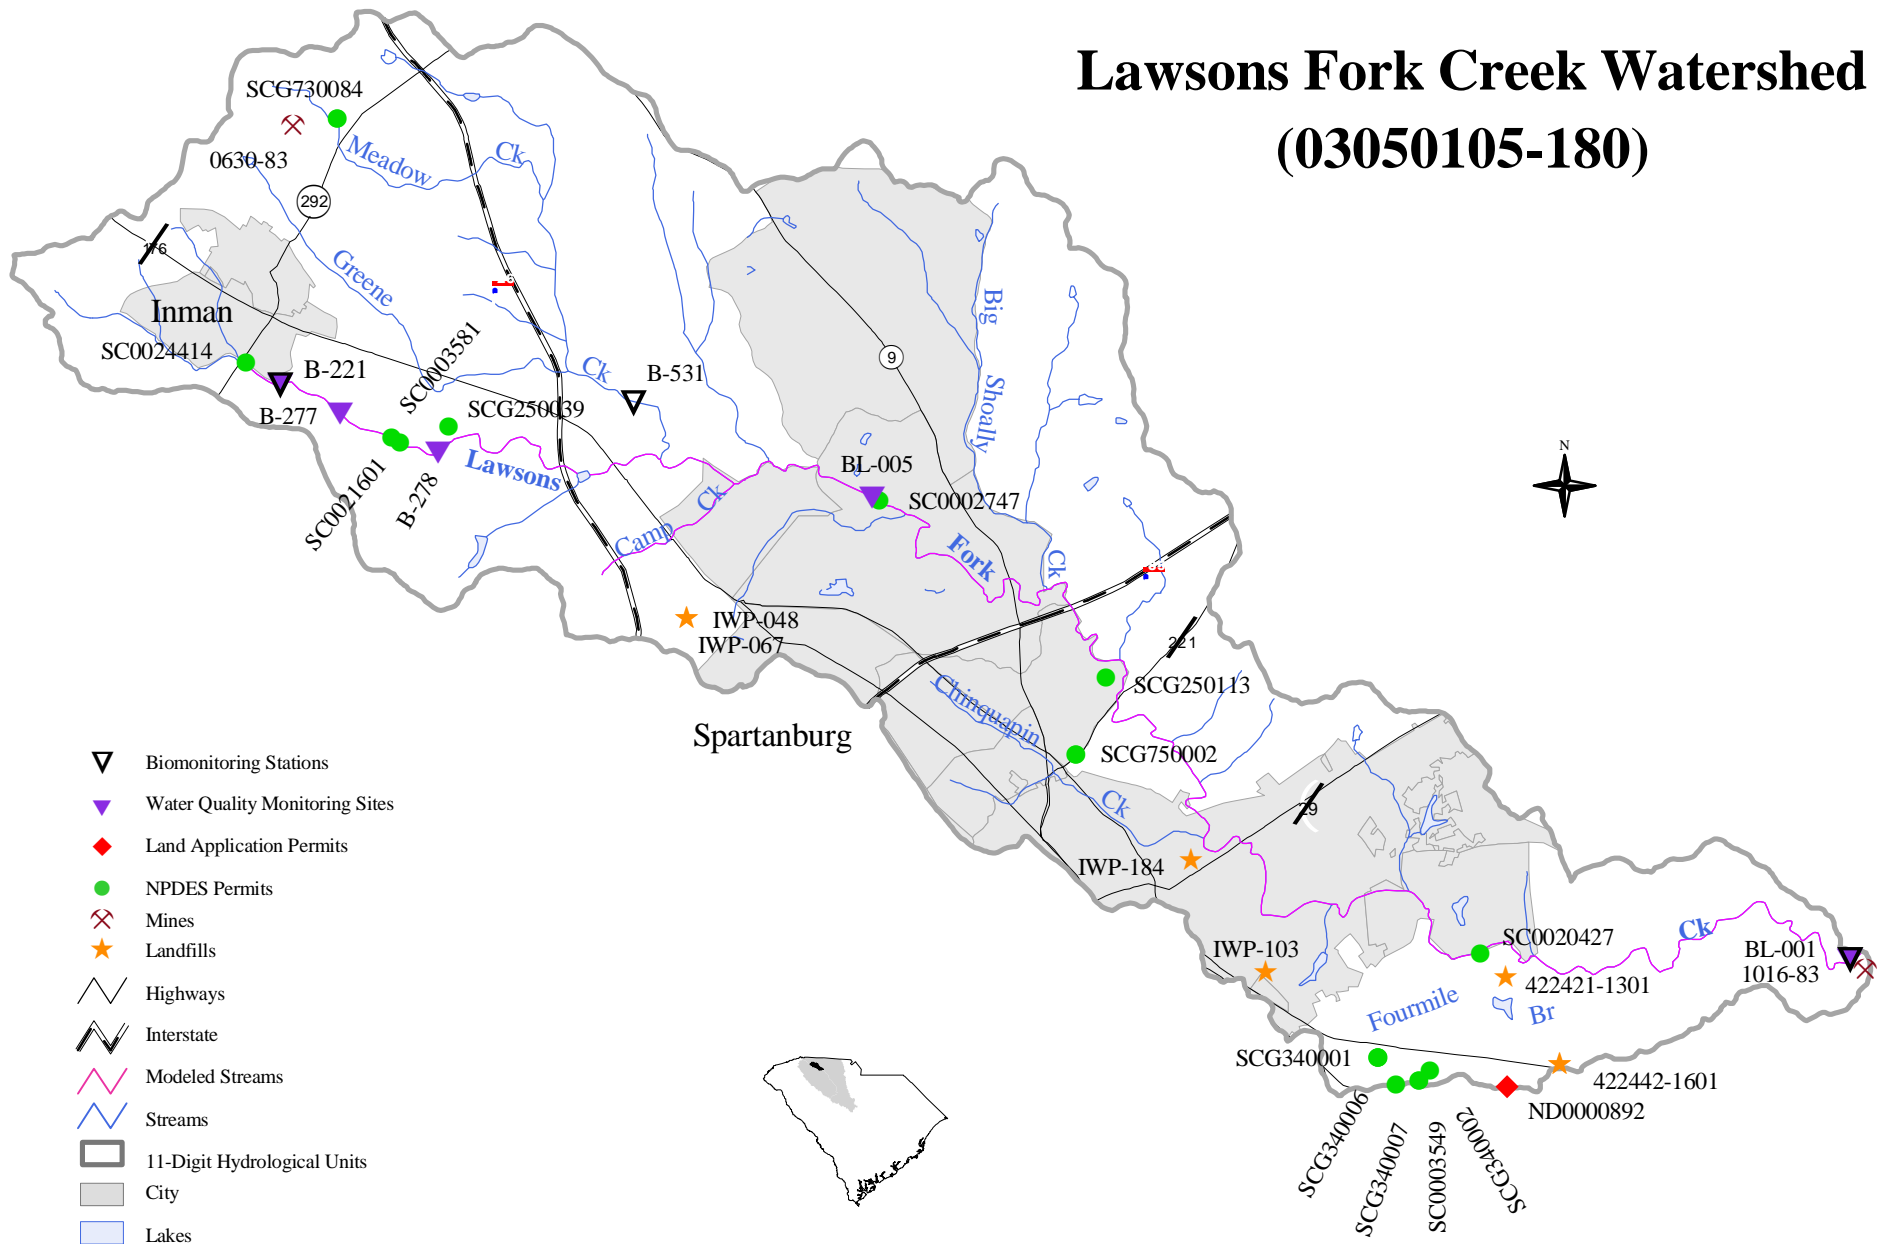 Lawsons Fork Creek Watershed
(03050105-180)
SCG730084
0630-83
Meadow
Ck
292
176
Greene
Inman
SC0024414
B-221
B-277
SC0003581
SCG250039
Ck
B-531
Big
Shoally
Ck
9
SC0021601
B-278
Lawsons
Camp
Ck
BL-005
SC0002747
Fork
N
IWP-048
IWP-067
221
SCG250113
Chinquapin
Ck
Spartanburg
SCG750002
29
IWP-184
IWP-103
SC0020427
Ck
BL-001
1016-83
422421-1301
Fourmile
Br
SCG340001
422442-1601
ND0000892
SCG340006
SCG340007
SC0003549
SCG340002
Biomonitoring Stations
Water Quality Monitoring Sites
Land Application Permits
NPDES Permits
Mines
Landfills
Highways
Interstate
Modeled Streams
Streams
11-Digit Hydrological Units
City
Lakes